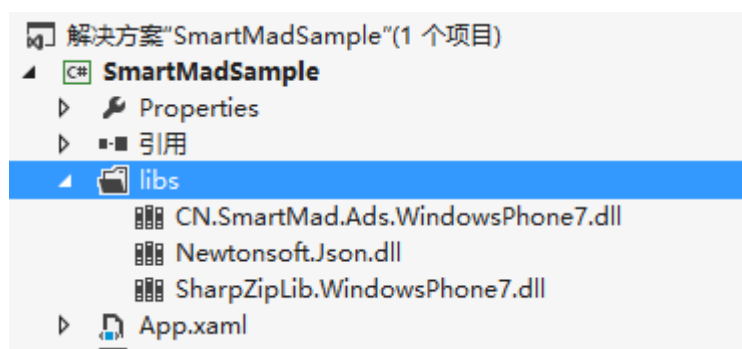 解决方案"SmartMadSample"(1 个项目)
C# SmartMadSample
Properties
引用
libs
CN.SmartMad.Ads.WindowsPhone7.dll
Newtonsoft.Json.dll
SharpZipLib.WindowsPhone7.dll
App.xaml